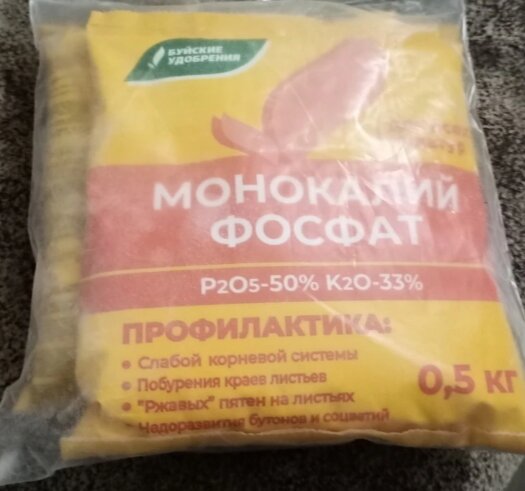 БУЙСКИЕ
УДОБРЕНИЯ
МОНОКАЛИЙ
ФОСФАТ
P2O5-50% K2O-33%
ПРОФИЛАКТИКА:
• Слабой корневой системы
• Побурения краев листьев
• "Ржавых" пятен на листьях
Недоразвития бутонов и соцветий
0,5 кг